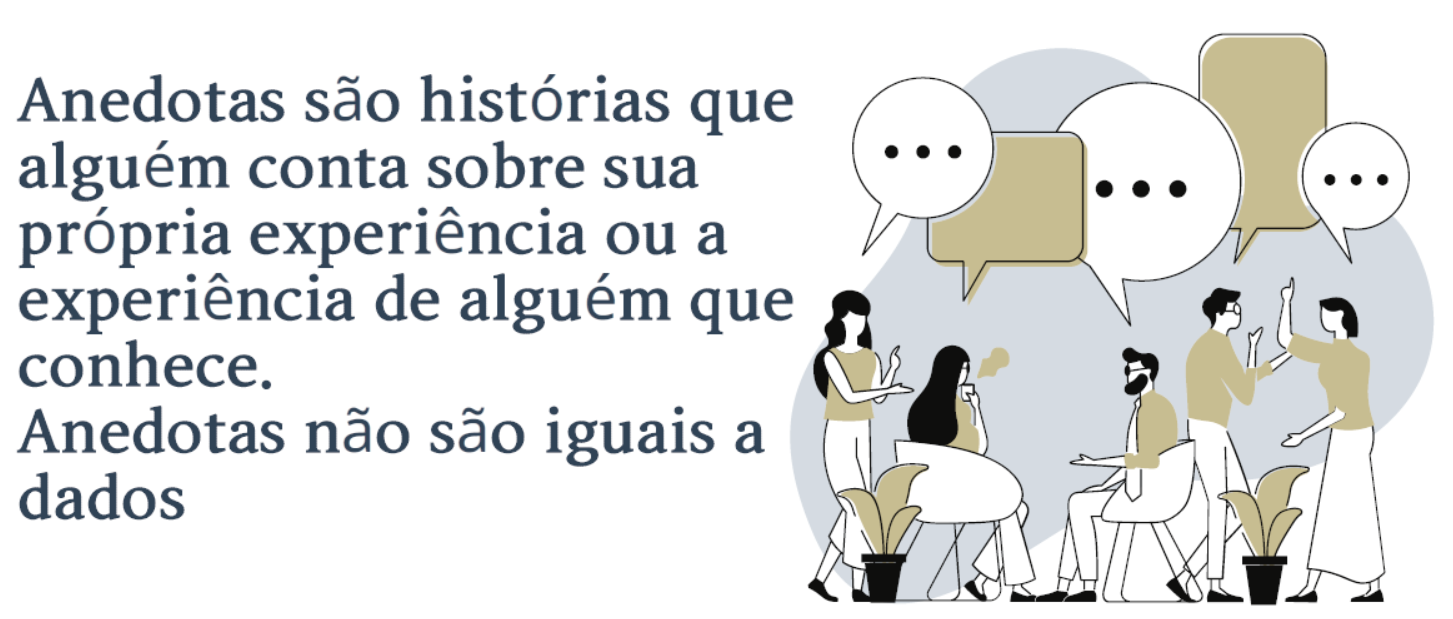 Anedotas são histórias que
alguém conta sobre sua
própria experiência ou a
experiência de alguém que
conhece.
Anedotas não são iguais a
dados